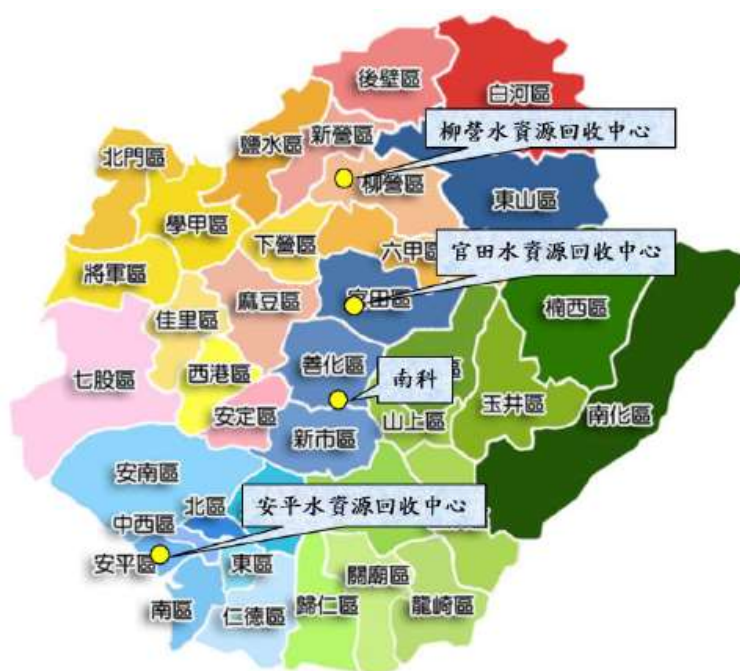 後壁區
白河區
柳營水資源回收中心
新營區
鹽水區
北門區
柳營區
東山區
學甲區
下營區
六甲區
官田水資源回收中心
將軍區
麻豆區
官田區
楠西區
佳里區
善化區
七股區
西港區
南科
區
玉井區
安定區
山上區
南化區
新市區
安南區
北區
安平水資源回收中心
中西區
安平區
東區
關廟區
南區
仁德區
歸仁區
龍崎區